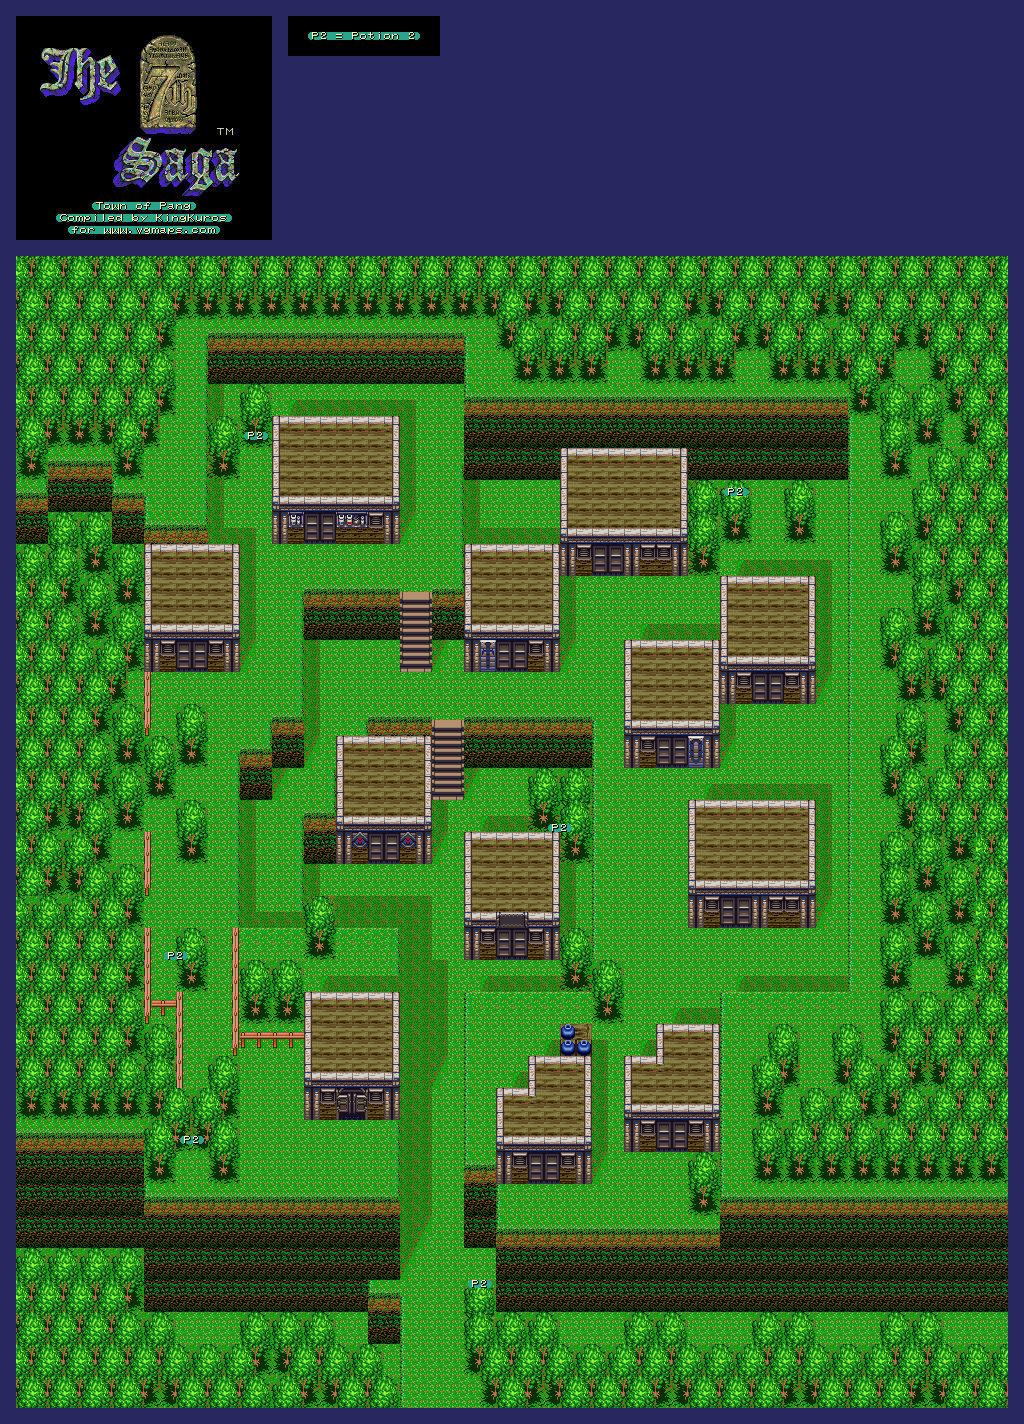 The
7th
Saga
TM
Town of Pang
Compiled by KingKuros
for www.vgmaps.com
P2 = Potion 2
P2
P2
P2
P2
P2
P2